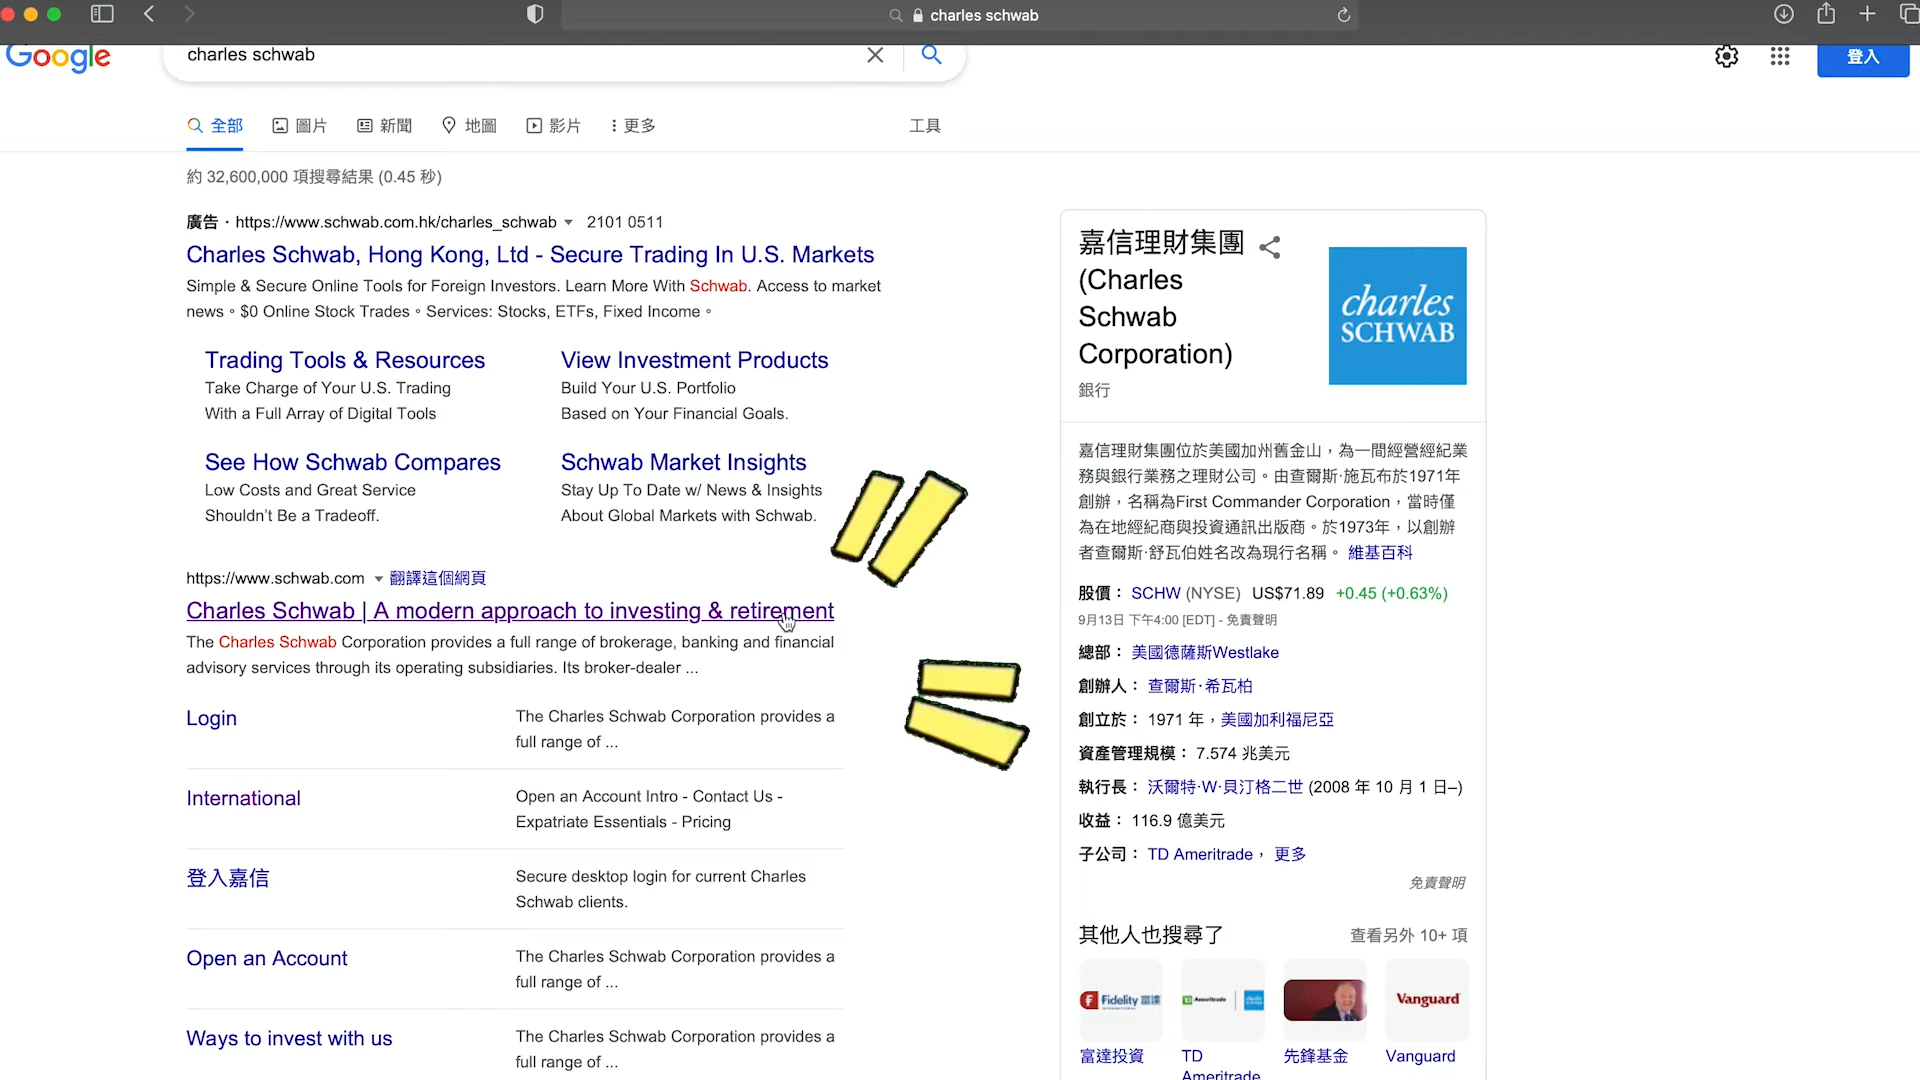 charles schwab
Google
charles schwab
登入
全部
圖片
新聞
地圖
影片
更多
工具
約 32,600,000 項搜尋結果 (0.45 秒)
廣告 · https://www.schwab.com.hk/charles_schwab 2101 0511
Charles Schwab, Hong Kong, Ltd - Secure Trading In U.S. Markets
Simple & Secure Online Tools for Foreign Investors. Learn More With Schwab. Access to market
news。$0 Online Stock Trades。Services: Stocks, ETFs, Fixed Income。
Trading Tools & Resources
Take Charge of Your U.S. Trading
With a Full Array of Digital Tools
View Investment Products
Build Your U.S. Portfolio
Based on Your Financial Goals.
See How Schwab Compares
Low Costs and Great Service
Shouldn't Be a Tradeoff.
Schwab Market Insights
Stay Up To Date w/ News & Insights
About Global Markets with Schwab.
https://www.schwab.com 翻譯這個網頁
Charles Schwab | A modern approach to investing & retirement
The Charles Schwab Corporation provides a full range of brokerage, banking and financial
advisory services through its operating subsidiaries. Its broker-dealer ...
Login
The Charles Schwab Corporation provides a
full range of ...
International
Open an Account Intro - Contact Us -
Expatriate Essentials - Pricing
登入嘉信
Secure desktop login for current Charles
Schwab clients.
Open an Account
The Charles Schwab Corporation provides a
full range of ...
Ways to invest with us
The Charles Schwab Corporation provides a
full range of ...
嘉信理財集團
(Charles
Schwab
Corporation)
銀行
charles
SCHWAB
嘉信理財集團位於美國加州舊金山，為一間經營經紀業
務與銀行業務之理財公司。由查爾斯·施瓦布於1971年
創辦，名稱為First Commander Corporation，當時僅
為在地經紀商與投資通訊出版商。於1973年，以創辦
者查爾斯·舒瓦伯姓名改為現行名稱。 維基百科
股價： SCHW (NYSE) US$71.89 +0.45 (+0.63%)
9月13日 下午4:00 [EDT] - 免責聲明
總部： 美國德薩斯Westlake
創辦人： 查爾斯·希瓦柏
創立於： 1971 年，美國加利福尼亞
資產管理規模： 7.574 兆美元
執行長： 沃爾特·W·貝汀格二世 (2008 年 10 月 1 日–)
收益： 116.9 億美元
子公司： TD Ameritrade， 更多
免責聲明
其他人也搜尋了
查看另外 10+ 項
Fidelity 富達
INTERNATIONAL
Ameritrade
charles
SCHWAB
Vanguard
富達投資
TD
Ameritrade
先鋒基金
Vanguard